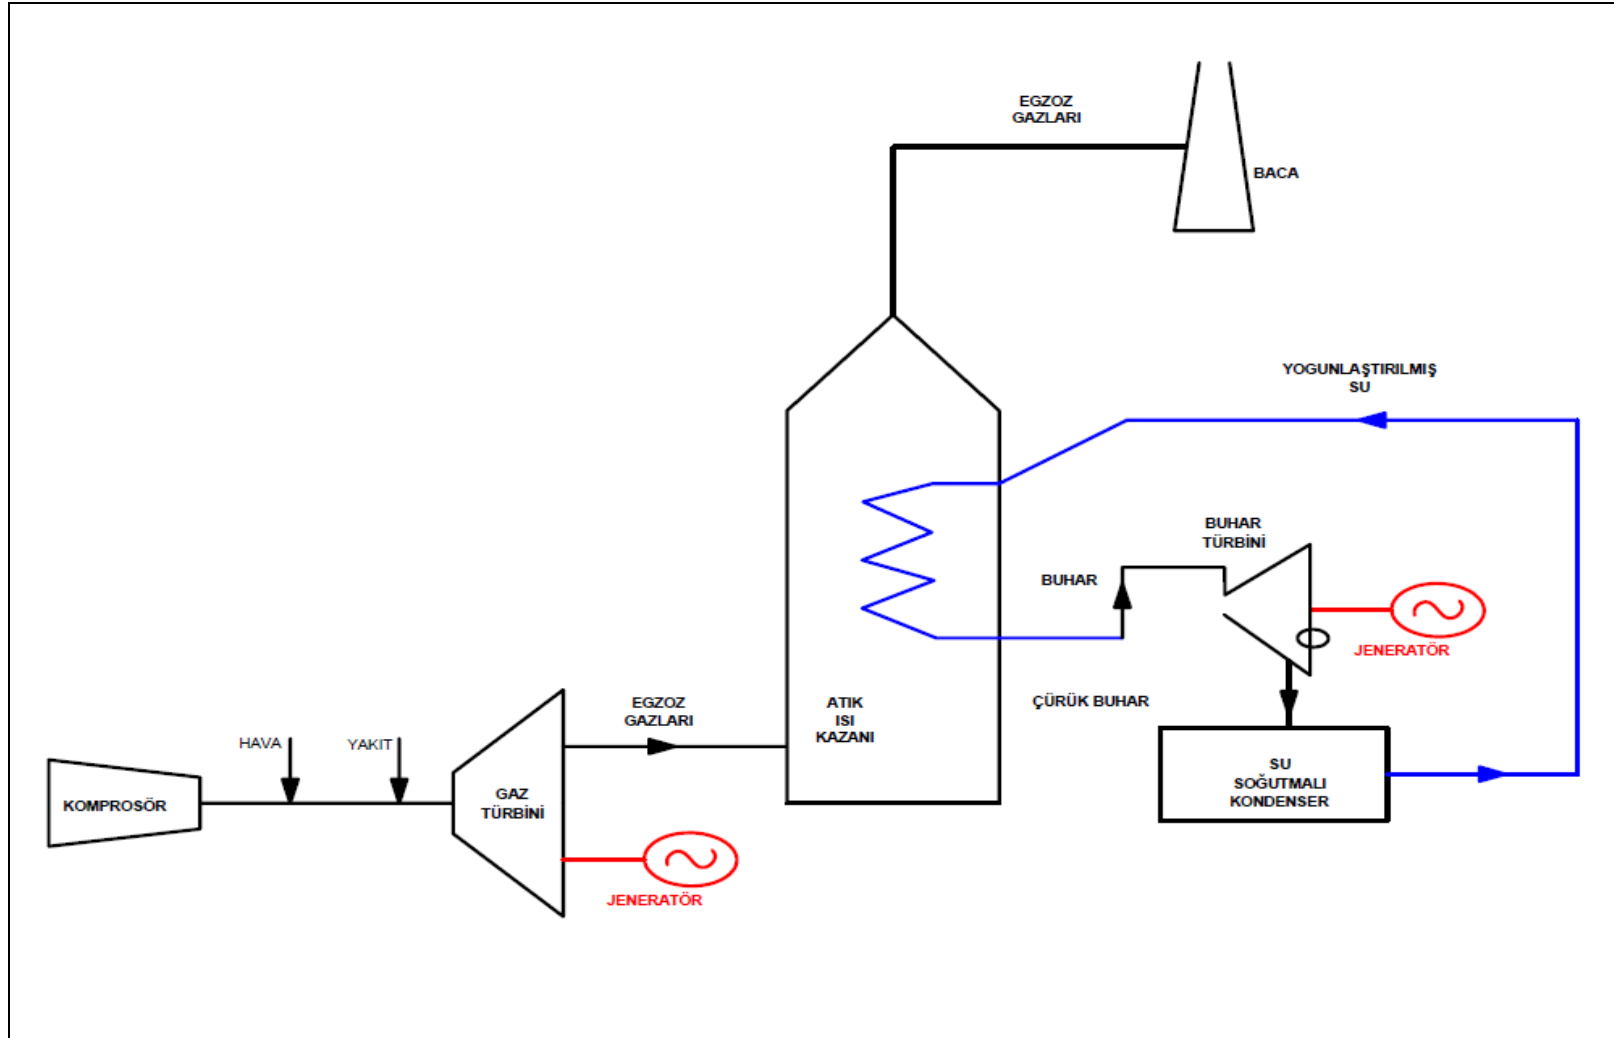 EGZOZ
GAZLARI
BACA
YOGUNLAŞTIRILMIŞ
SU
BUHAR
TÜRBİNİ
BUHAR
JENERATÖR
ÇÜRÜK BUHAR
ATIK
ISI
KAZANI
EGZOZ
GAZLARI
HAVA
YAKIT
SU
SOĞUTMALI
KONDENSER
KOMPROSÖR
GAZ
TÜRBİNİ
JENERATÖR